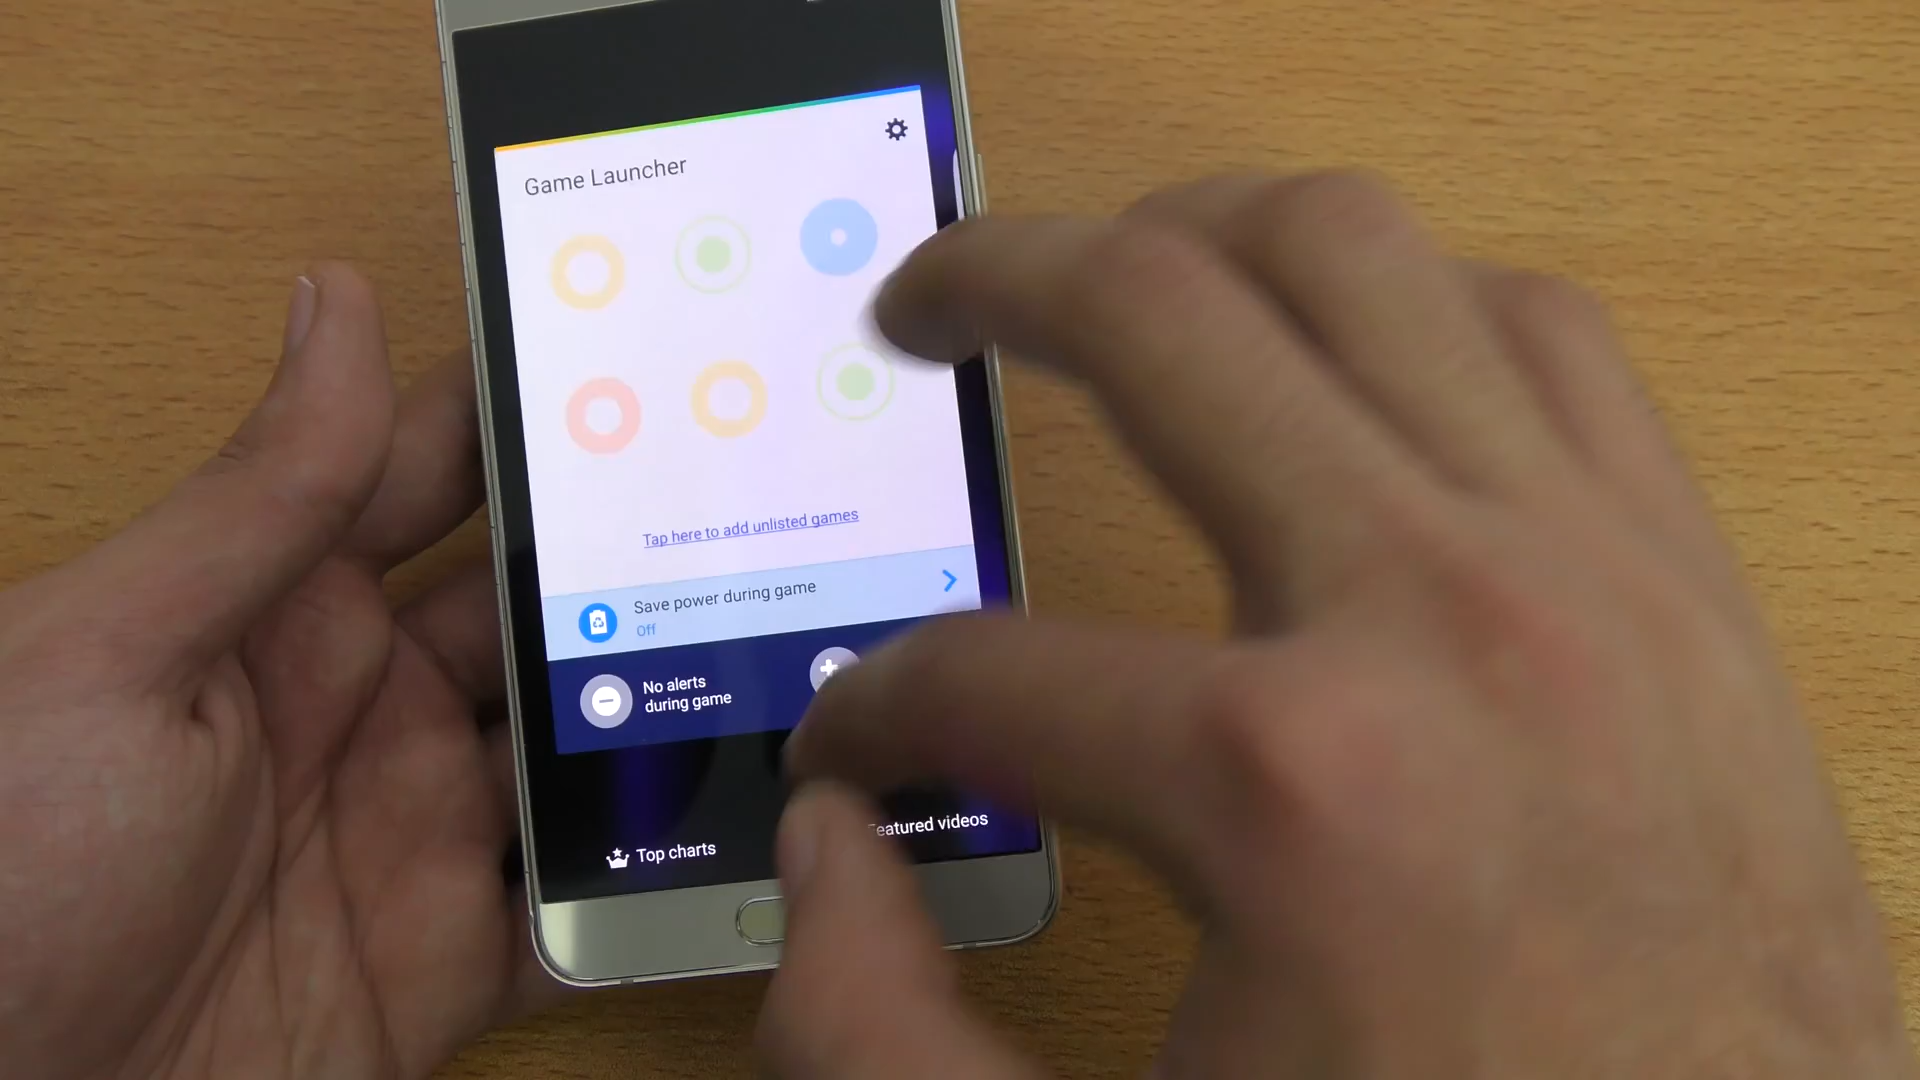 Game Launcher
Tap here to add unlisted games
Save power during game
Off
No alerts
during game
Top charts
Featured videos